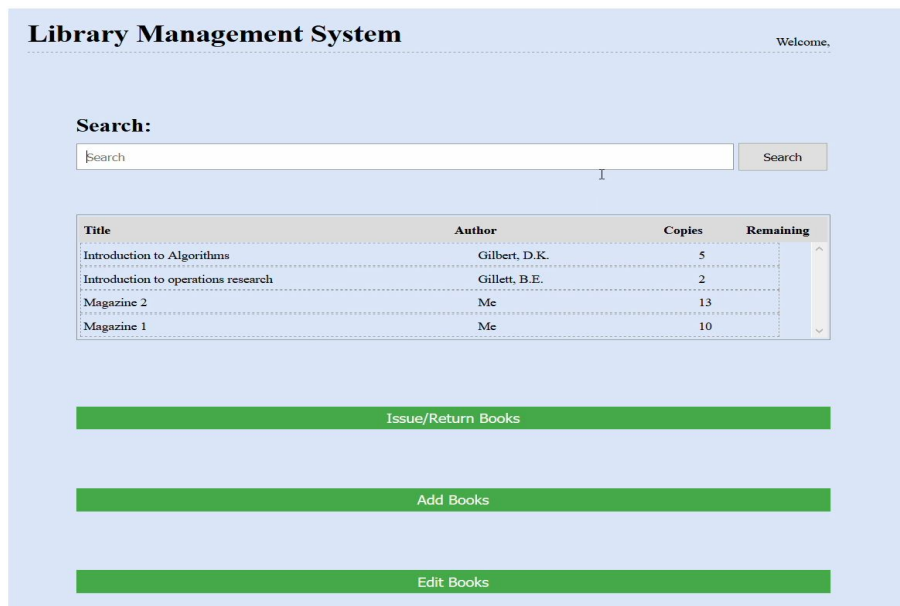 Library Management System
Welcome,
Search:
Search Search
Title Author Copies Remaining
Introduction to Algorithms Gilbert, D.K. 5
Introduction to operations research Gillett, B.E. 2
Magazine 2 Me 13
Magazine 1 Me 10
Issue/Return Books
Add Books
Edit Books